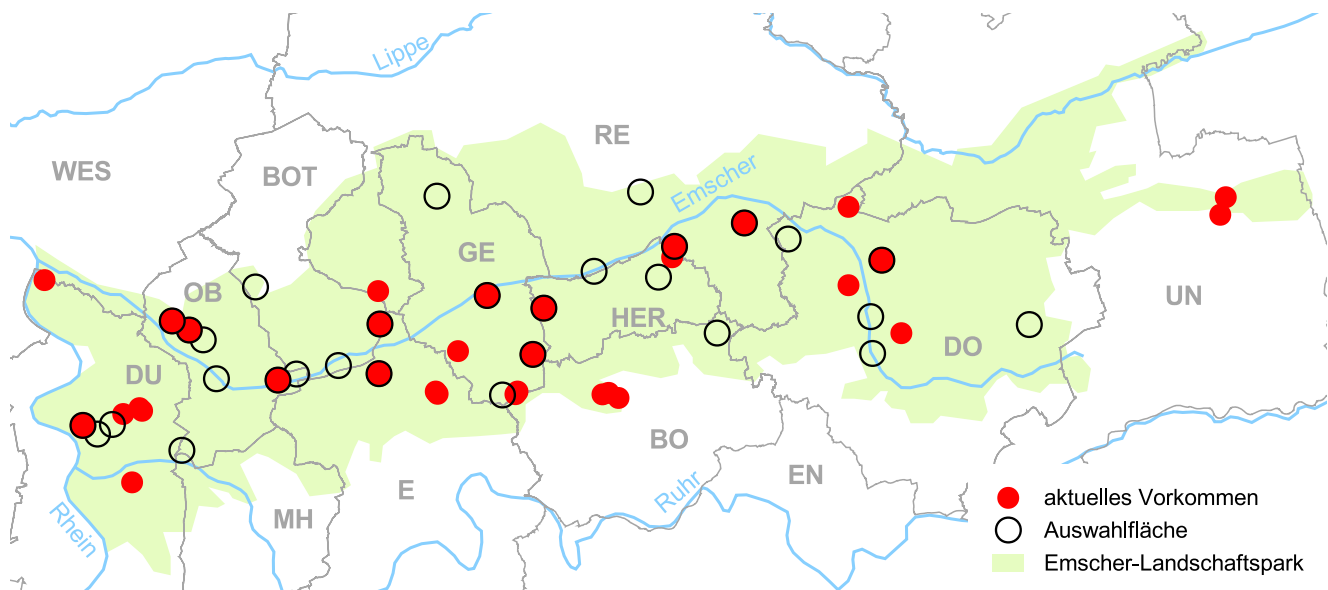 Lippe
RE
WES
BOT
Emscher
GE
OB
UN
HER
DO
DU
BO
EN
E
Ruhr
MH
Rhein
aktuelles Vorkommen
Auswahlfläche
Emscher-Landschaftspark